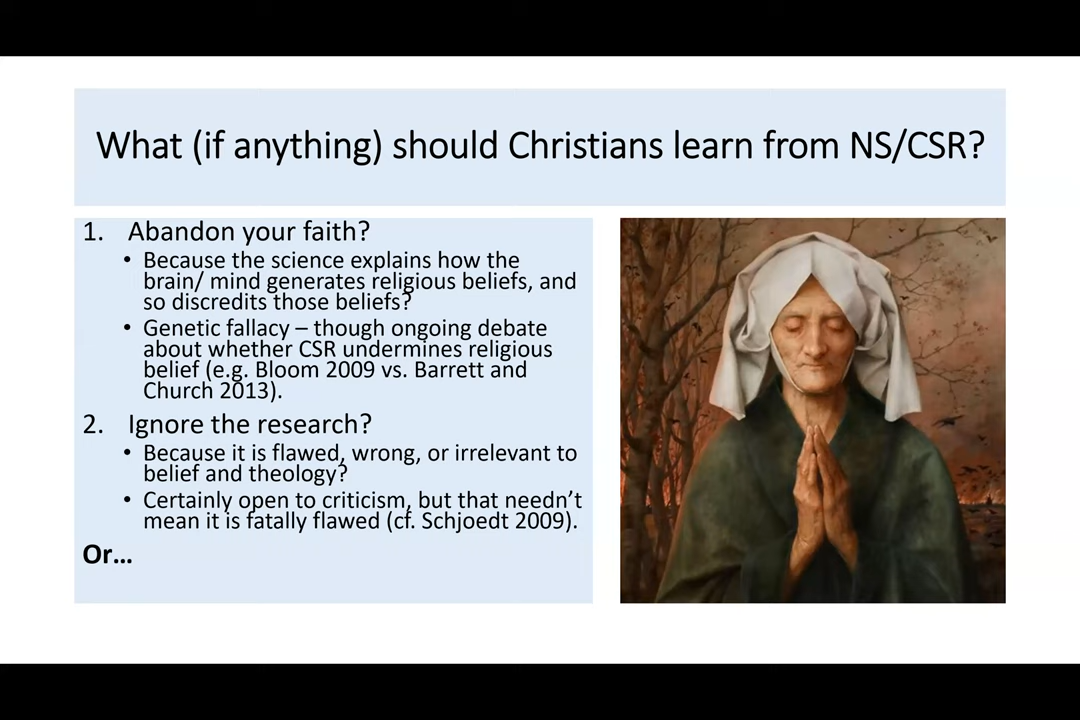 What (if anything) should Christians learn from NS/CSR?
1. Abandon your faith?
• Because the science explains how the
brain/ mind generates religious beliefs, and
so discredits those beliefs?
• Genetic fallacy – though ongoing debate
about whether CSR undermines religious
belief (e.g. Bloom 2009 vs. Barrett and
Church 2013).
2. Ignore the research?
• Because it is flawed, wrong, or irrelevant to
belief and theology?
• Certainly open to criticism, but that needn't
mean it is fatally flawed (cf. Schjoedt 2009).
Or...